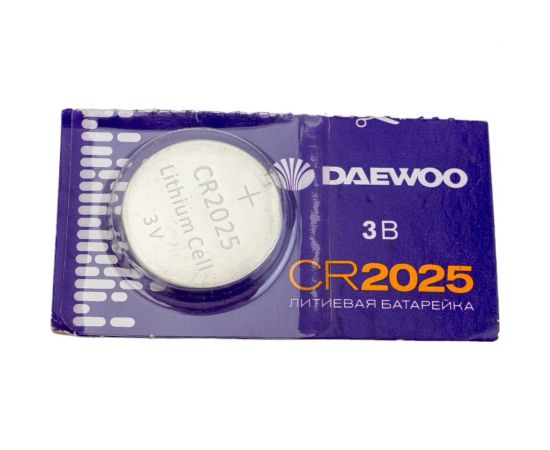 CR2025
Lithium Cell
3V
+
DAEWOO
3В
CR2025
ЛИТИЕВАЯ БАТАРЕЙКА